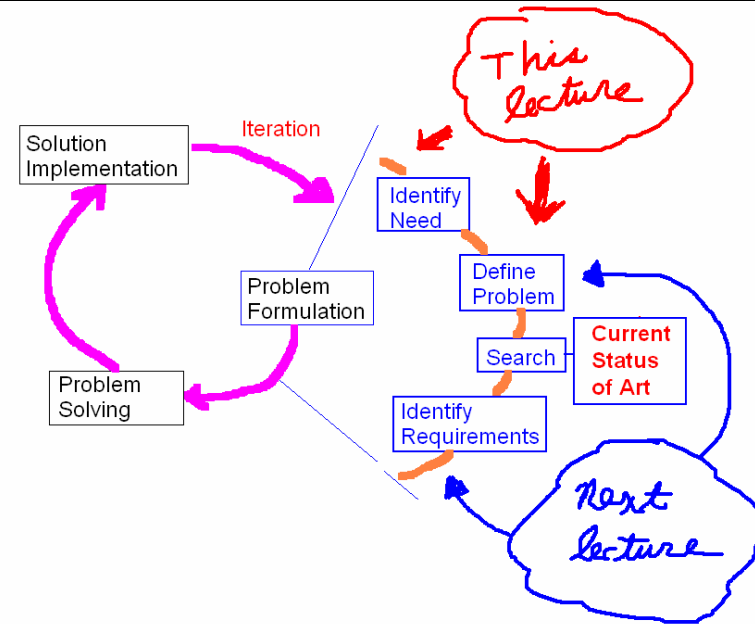 This
lecture
Iteration
Solution
Implementation
Identify
Need
Define
Problem
Problem
Formulation
Current
Status
of Art
Search
Problem
Solving
Identify
Requirements
Next
lecture